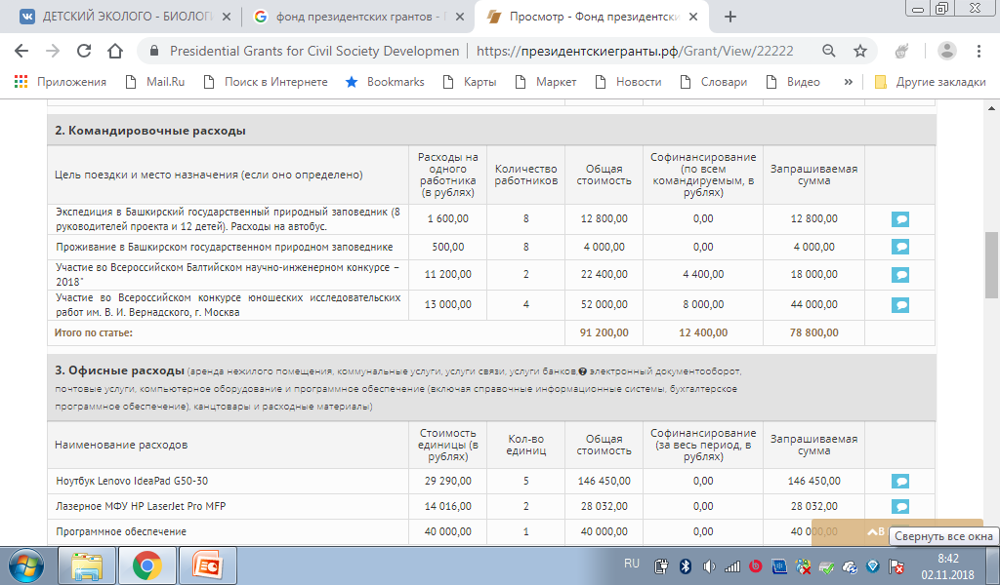 ДЕТСКИЙ ЭКОЛОГО - БИОЛОГИ
фонд президентских грантов -
Просмотр - Фонд президентски
Presidential Grants for Civil Society Developmen | https://президентскиегранты.рф/Grant/View/22222
Приложения Mail.Ru Поиск в Интернете Bookmarks Карты Маркет Новости Словари Видео » Другие закладки
2. Командировочные расходы
Цель поездки и место назначения (если оно определено)
Расходы на одного работника (в рублях)
Количество работников
Общая стоимость
Софинансирование (по всем командируемым, в рублях)
Запрашиваемая сумма
Экспедиция в Башкирский государственный природный заповедник (8
руководителей проекта и 12 детей). Расходы на автобус.
1 600,00 8 12 800,00 0,00 12 800,00
Проживание в Башкирском государственном природном заповеднике 500,00 8 4 000,00 0,00 4 000,00
Участие во Всероссийском Балтийском научно-инженерном конкурсе –
2018"
11 200,00 2 22 400,00 4 400,00 18 000,00
Участие во Всероссийском конкурсе юношеских исследовательских
работ им. В. И. Вернадского, г. Москва
13 000,00 4 52 000,00 8 000,00 44 000,00
Итого по статье: 91 200,00 12 400,00 78 800,00
3. Офисные расходы (аренда нежилого помещения, коммунальные услуги, услуги связи, услуги банков, электронный документооборот,
почтовые услуги, компьютерное оборудование и программное обеспечение (включая справочные информационные системы, бухгалтерское
программное обеспечение), канцтовары и расходные материалы)
Наименование расходов
Стоимость единицы (в рублях)
Кол-во единиц
Общая стоимость
Софинансирование (за весь период, в рублях)
Запрашиваемая сумма
Ноутбук Lenovo IdeaPad G50-30 29 290,00 5 146 450,00 0,00 146 450,00
Лазерное МФУ HP LaserJet Pro MFP 14 016,00 2 28 032,00 0,00 28 032,00
Программное обеспечение 40 000,00 1 40 000,00 0,00 40 000,00
В
Свернуть все окна
RU
8:42
02.11.2018